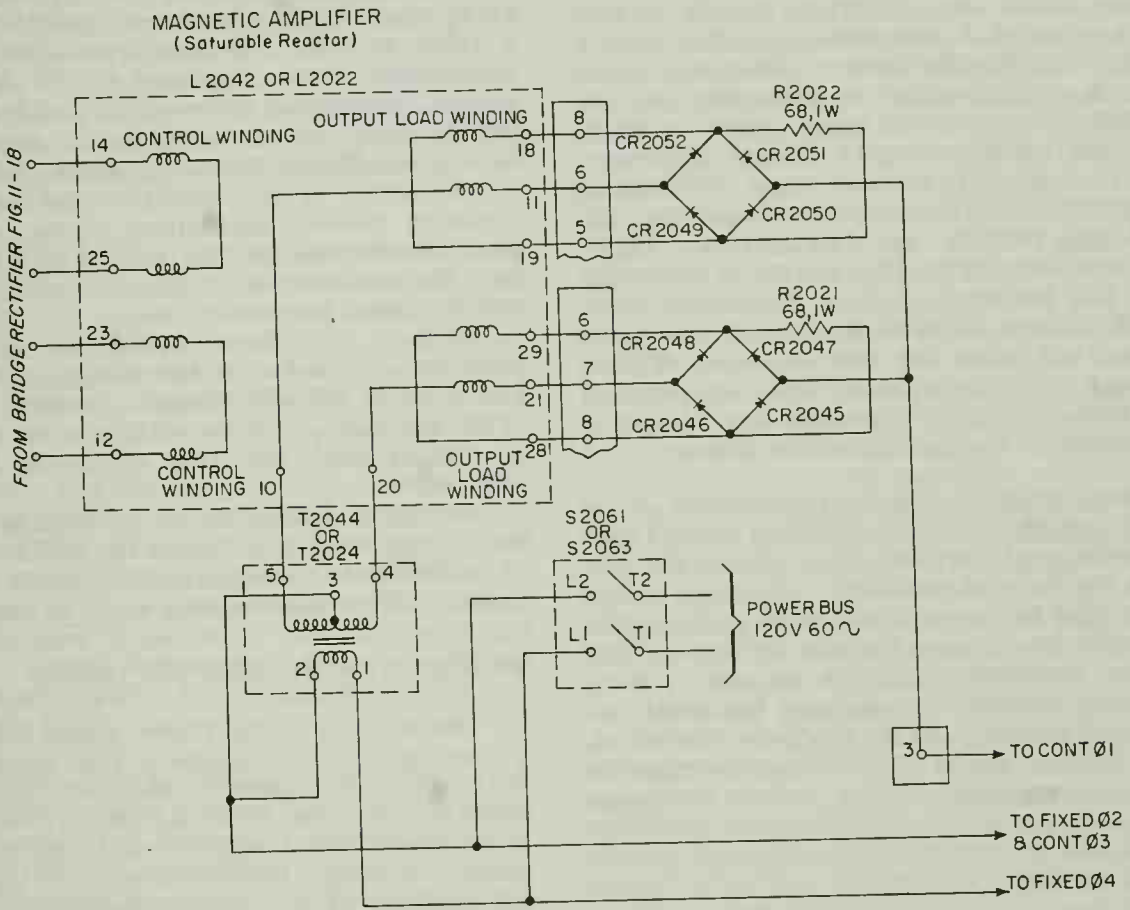 MAGNETIC AMPLIFIER
(Saturable Reactor)
L2042 OR L2022
FROM BRIDGE RECTIFIER FIG.11-18
14
CONTROL WINDING
25
23
12
CONTROL
WINDING
OUTPUT LOAD WINDING
18
11
19
29
21
28
OUTPUT
LOAD
WINDING
10
20
8
6
5
6
7
8
R2022
68,1W
CR2052
CR2051
CR2049
CR2050
R2021
68,1W
CR2048
CR2047
CR2046
CR2045
T2044
OR
T2024
5
3
4
2
1
S2061
OR
S2063
L2
T2
L1
T1
POWER BUS
120V 60∿
3
TO CONT Ø1
TO FIXED Ø2
& CONT Ø3
TO FIXED Ø4